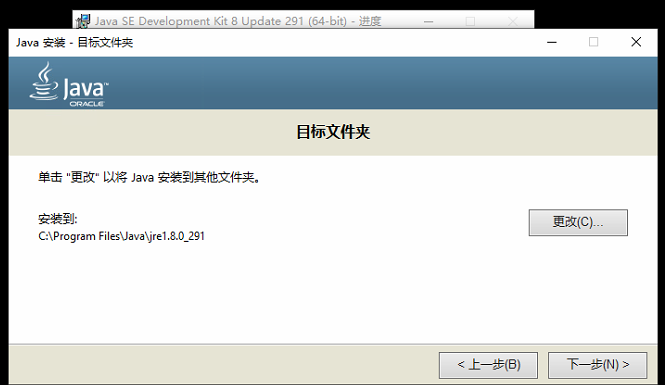 Java SE Development Kit 8 Update 291 (64-bit) - 进度
Java 安装 - 目标文件夹
Java™
ORACLE
目标文件夹
单击 "更改" 以将 Java 安装到其他文件夹。
安装到:
C:\Program Files\Java\jre1.8.0_291
更改(C)...
< 上一步(B)
下一步(N) >